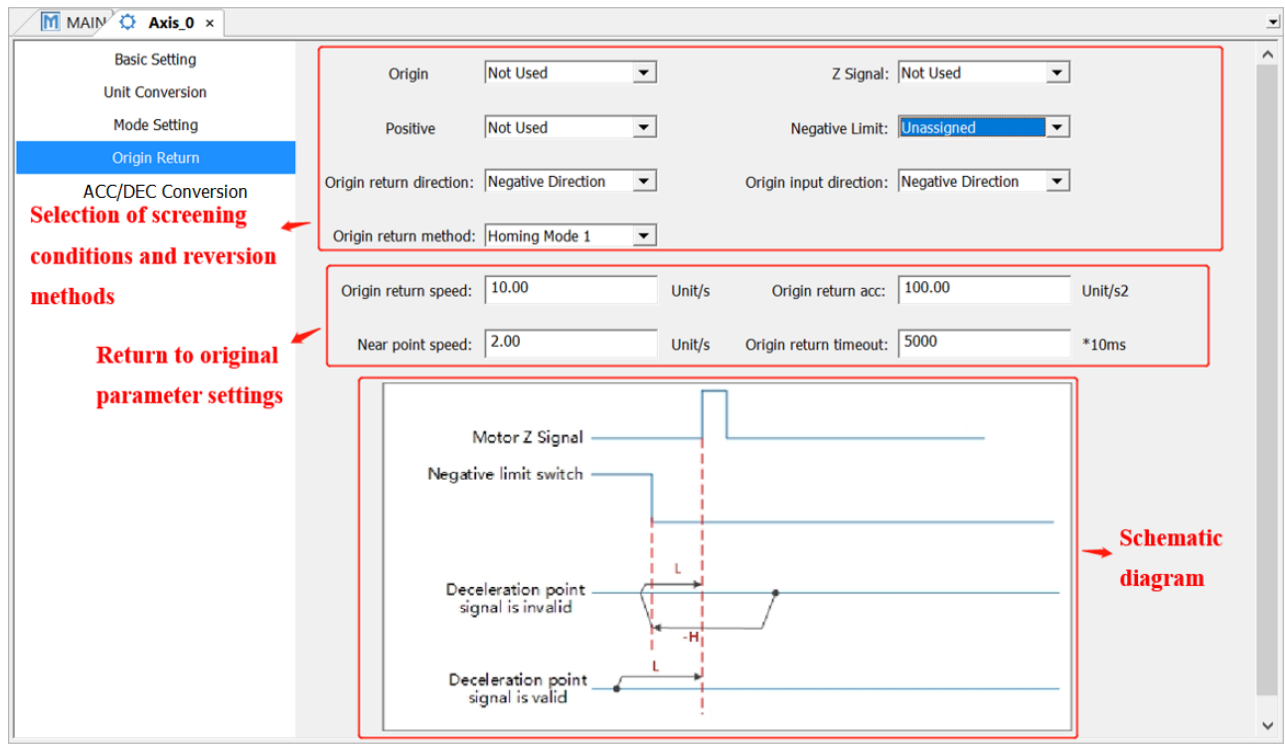 MAIN
Axis_0 ×
Basic Setting
Unit Conversion
Mode Setting
Origin Return
ACC/DEC Conversion
Selection of screening
conditions and reversion
methods
Return to original
parameter settings
Origin Not Used Z Signal: Not Used
Positive Not Used Negative Limit: Unassigned
Origin return direction: Negative Direction Origin input direction: Negative Direction
Origin return method: Homing Mode 1
Origin return speed: 10.00 Unit/s Origin return acc: 100.00 Unit/s2
Near point speed: 2.00 Unit/s Origin return timeout: 5000 *10ms
Motor Z Signal
Negative limit switch
L
Deceleration point
signal is invalid
-H
L
Deceleration point
signal is valid
Schematic
diagram